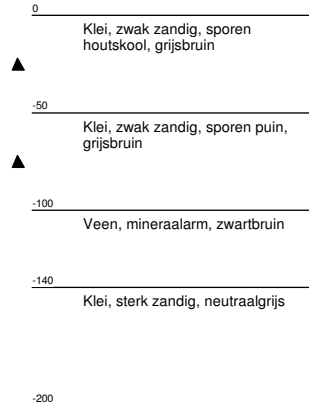 0
Klei, zwak zandig, sporen
houtskool, grijsbruin
-50
Klei, zwak zandig, sporen puin,
grijsbruin
-100
Veen, mineraalarm, zwartbruin
-140
Klei, sterk zandig, neutraalgrijs
-200